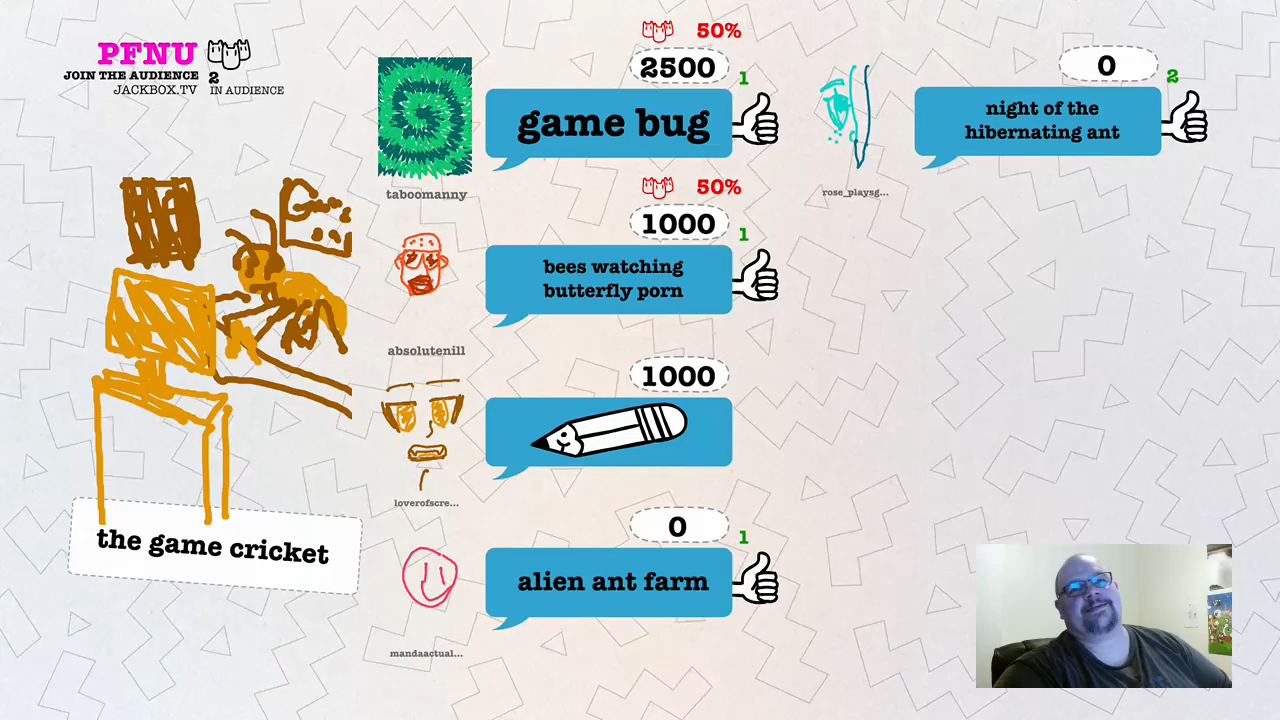 PFNU
JOIN THE AUDIENCE
JACKBOX.TV
2
IN AUDIENCE
50%
2500
1
game bug
taboomanny
0
2
night of the
hibernating ant
rose_playsg...
50%
1000
1
bees watching
butterfly porn
absolutenill
1000
loverofscre...
0
1
alien ant farm
mandaactual...
the game cricket